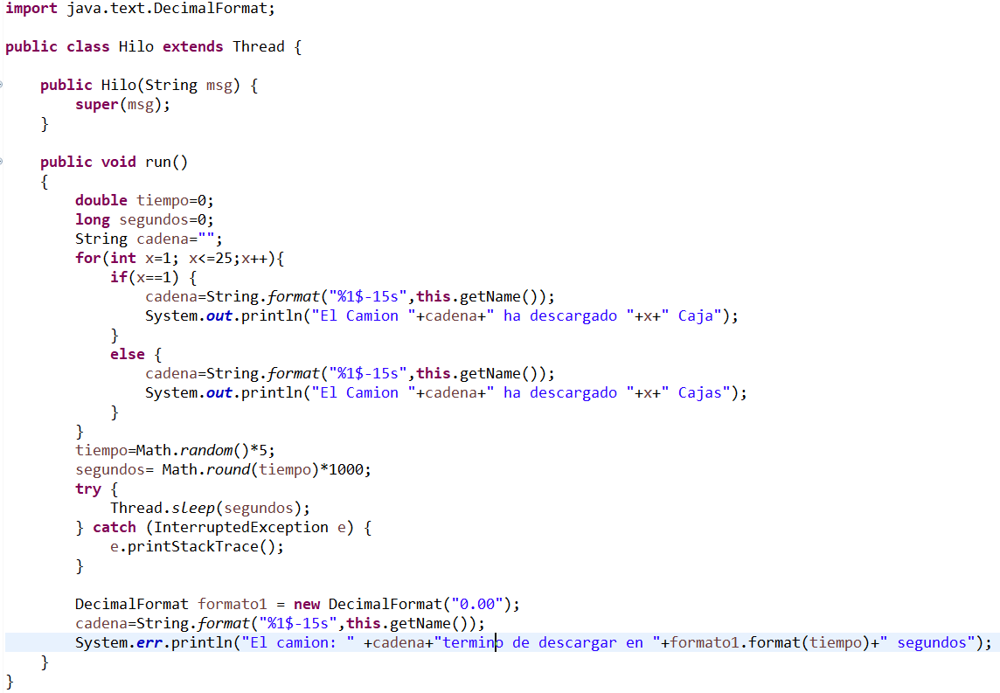 import java.text.DecimalFormat;

public class Hilo extends Thread {

    public Hilo(String msg) {
        super(msg);
    }

    public void run()
    {
        double tiempo=0;
        long segundos=0;
        String cadena="";
        for(int x=1; x<=25;x++){
            if(x==1) {
                cadena=String.format("%1$-15s",this.getName());
                System.out.println("El Camion "+cadena+" ha descargado "+x+" Caja");
            }
            else {
                cadena=String.format("%1$-15s",this.getName());
                System.out.println("El Camion "+cadena+" ha descargado "+x+" Cajas");
            }
        }
        tiempo=Math.random()*5;
        segundos= Math.round(tiempo)*1000;
        try {
            Thread.sleep(segundos);
        } catch (InterruptedException e) {
            e.printStackTrace();
        }

        DecimalFormat formato1 = new DecimalFormat("0.00");
        cadena=String.format("%1$-15s",this.getName());
        System.err.println("El camion: " +cadena+"termino de descargar en "+formato1.format(tiempo)+" segundos");
    }
}